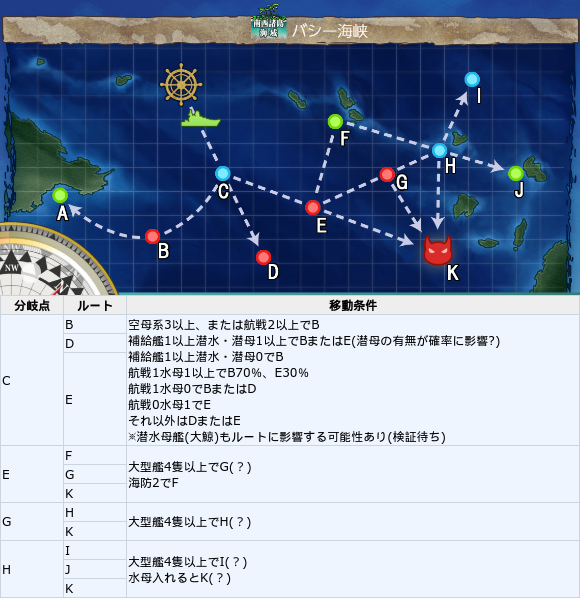 南西諸島
海域
バシー海峡
I
F
H
C
G
J
A
E
B
D
K
N
NW
NW
分岐点 ルート 移動条件
C
B
空母系3以上、または航戦2以上でB
D
補給艦1以上潜水・潜母1以上でBまたはE(潜母の有無が確率に影響?)
E
補給艦1以上潜水・潜母0でB
航戦1水母1以上でB70%、E30%
航戦1水母0でBまたはD
航戦0水母1でE
それ以外はDまたはE
※潜水母艦(大鯨)もルートに影響する可能性あり(検証待ち)
E
F
G
K
大型艦4隻以上でG(？)
海防2でF
G
H
K
大型艦4隻以上でH(？)
H
I
J
K
大型艦4隻以上でI(？)
水母入れるとK(？)